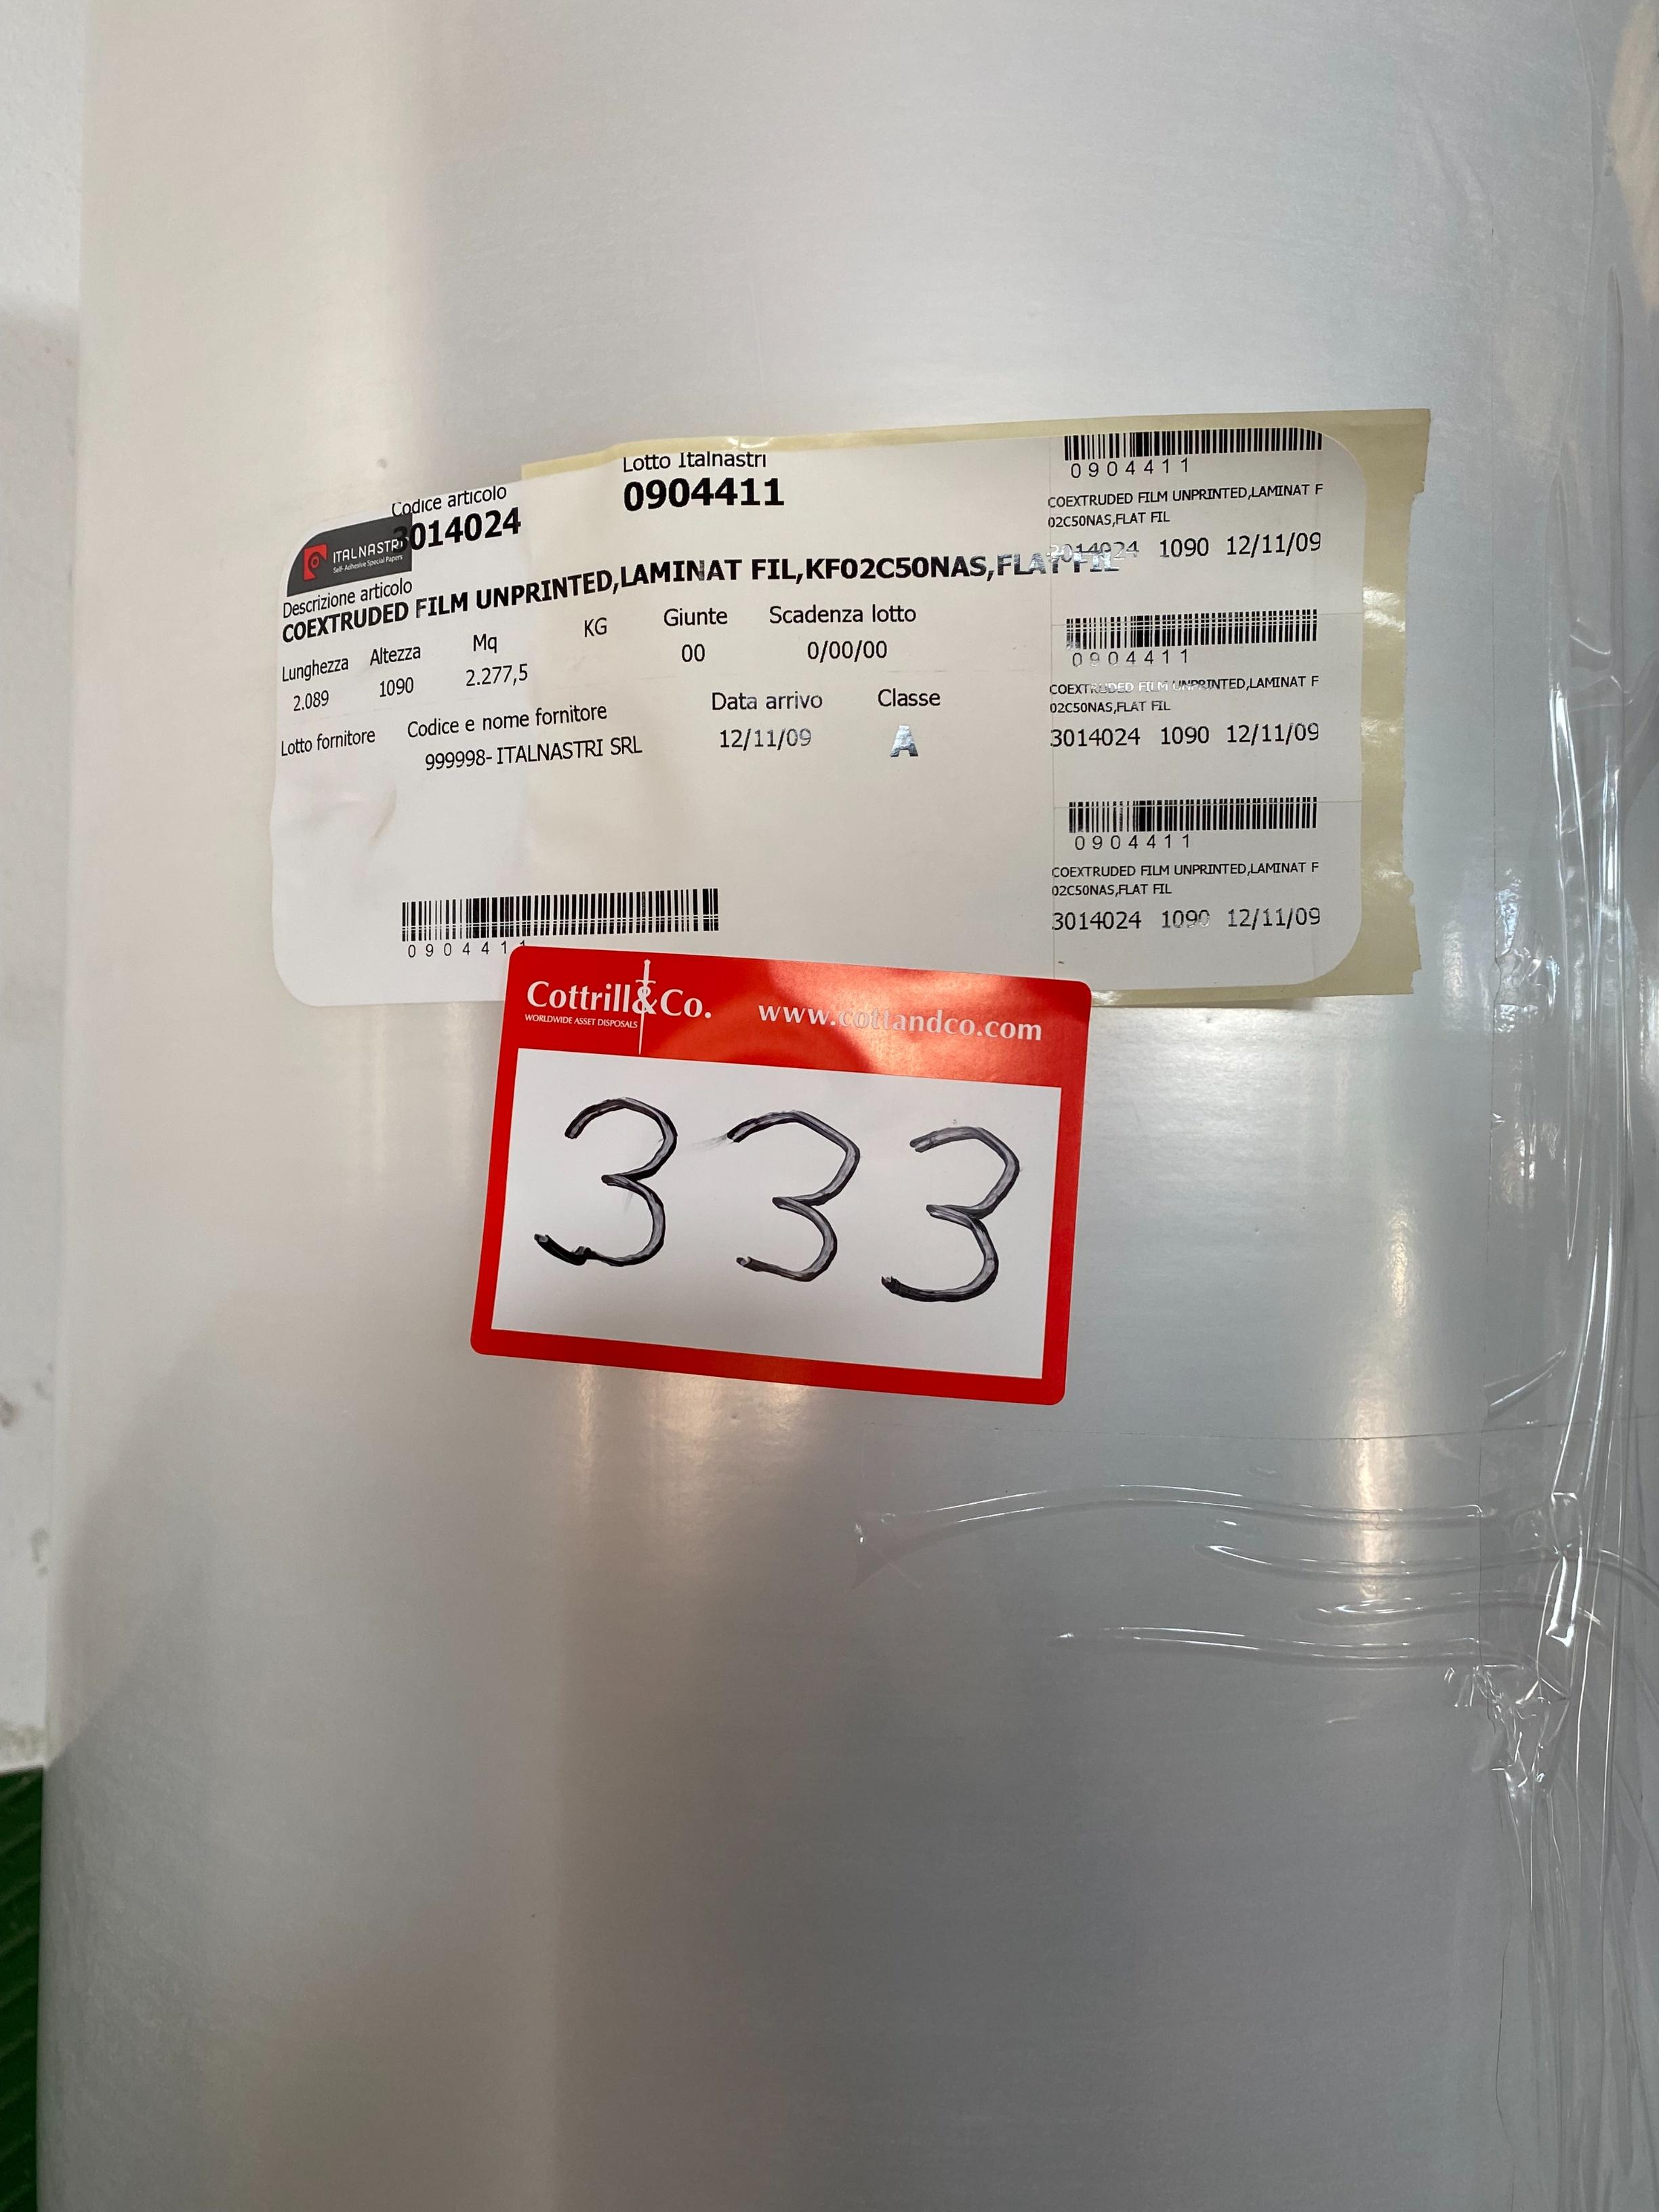 Codice articolo
3014024
Lotto Italnastri
0904411
ITALNASTRI
Self-Adhesive Special Papers
Descrizione articolo
COEXTRUDED FILM UNPRINTED,LAMINAT FIL,KF02C50NAS,FLAT FIL
Lunghezza Altezza Mq KG Giunte Scadenza lotto
2.089 1090 2.277,5 00 0/00/00
Lotto fornitore Codice e nome fornitore Data arrivo Classe
999998- ITALNASTRI SRL 12/11/09 A
0904411
0904411
COEXTRUDED FILM UNPRINTED,LAMINAT F
02C50NAS,FLAT FIL
3014024 1090 12/11/09
0904411
COEXTRUDED FILM UNPRINTED,LAMINAT F
02C50NAS,FLAT FIL
3014024 1090 12/11/09
0904411
COEXTRUDED FILM UNPRINTED,LAMINAT F
02C50NAS,FLAT FIL
3014024 1090 12/11/09
Cottrill&Co.
WORLDWIDE ASSET DISPOSALS
www.cottandco.com
333